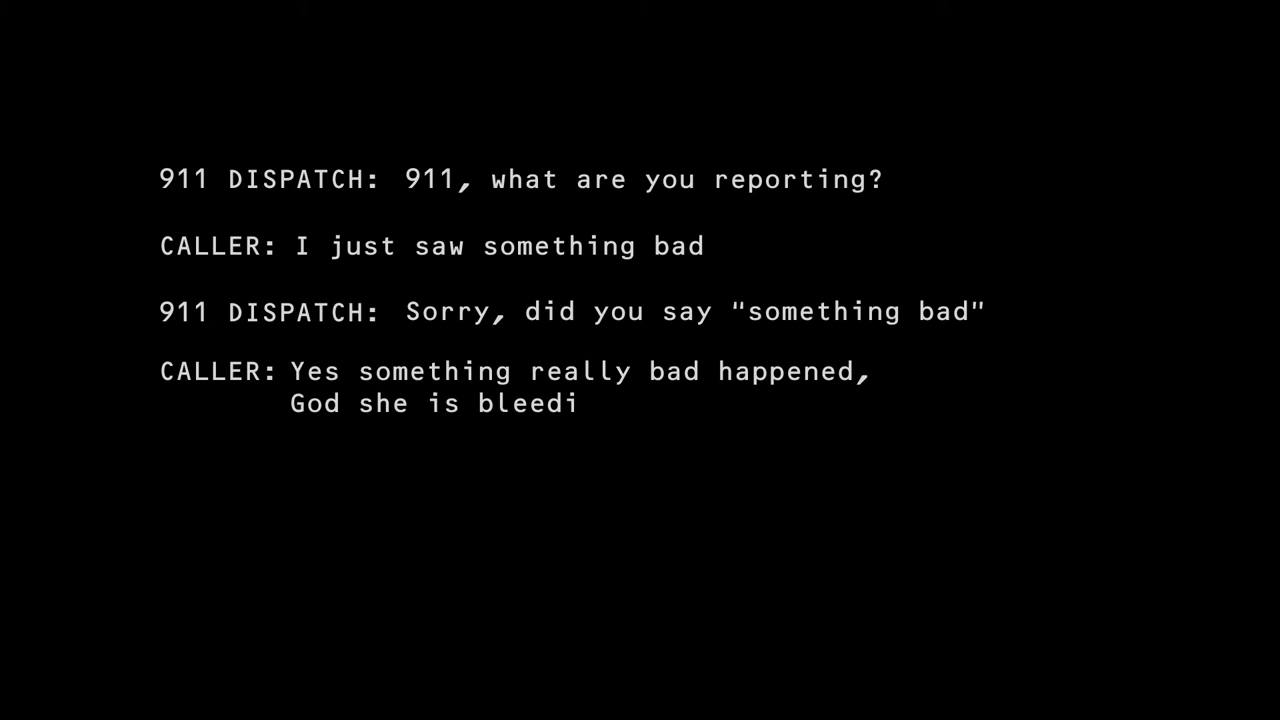 911 DISPATCH: 911, what are you reporting?
CALLER: I just saw something bad
911 DISPATCH: Sorry, did you say "something bad"
CALLER: Yes something really bad happened,
God she is bleedi